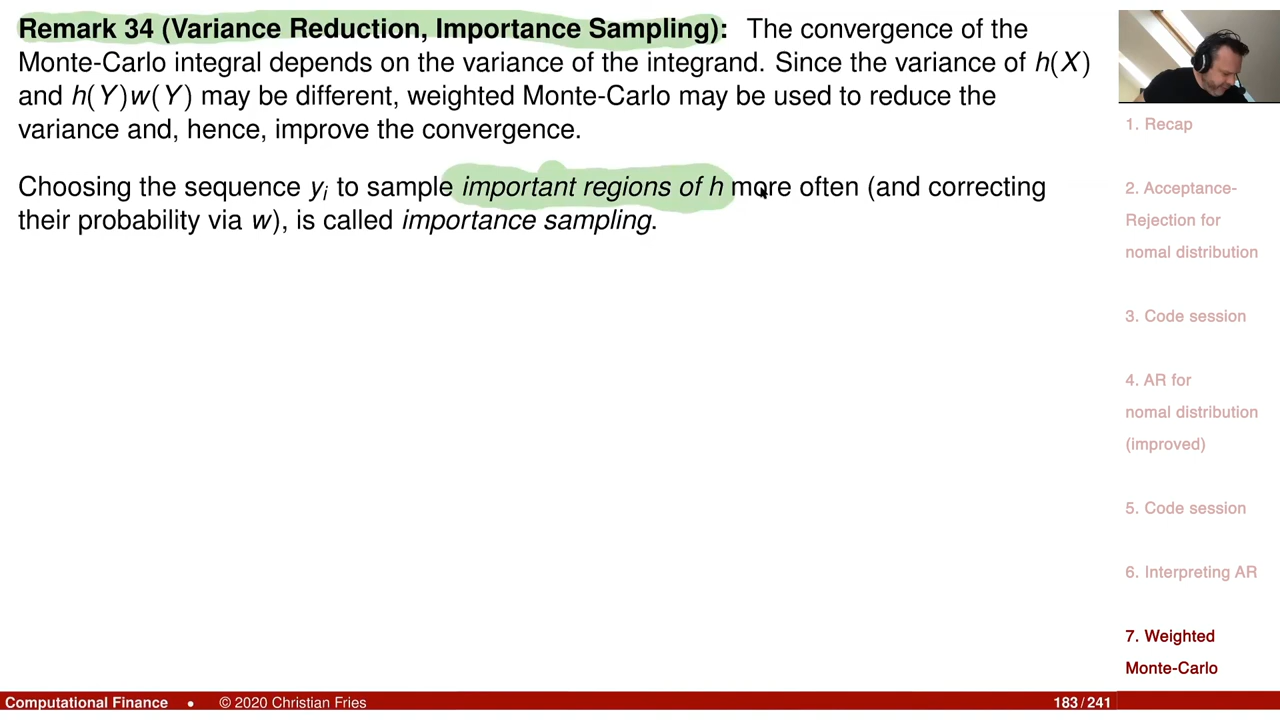 Remark 34 (Variance Reduction, Importance Sampling): The convergence of the
Monte-Carlo integral depends on the variance of the integrand. Since the variance of h(X)
and h(Y)w(Y) may be different, weighted Monte-Carlo may be used to reduce the
variance and, hence, improve the convergence.
Choosing the sequence yᵢ to sample important regions of h more often (and correcting
their probability via w), is called importance sampling.
1. Recap
2. Acceptance-
Rejection for
nomal distribution
3. Code session
4. AR for
nomal distribution
(improved)
5. Code session
6. Interpreting AR
7. Weighted
Monte-Carlo
Computational Finance • © 2020 Christian Fries 183/241